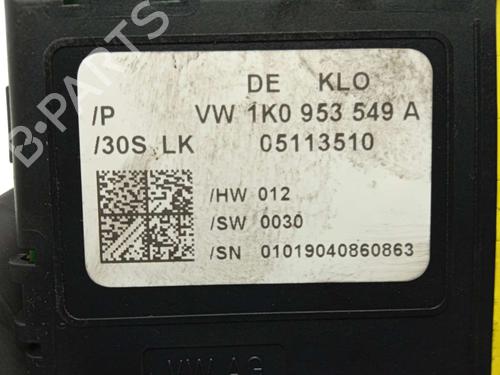 DE KLO
/P VW 1K0 953 549 A
/30S LK 05113510
/HW 012
/SW 0030
/SN 01019040860863
VW AG
B-PARTS